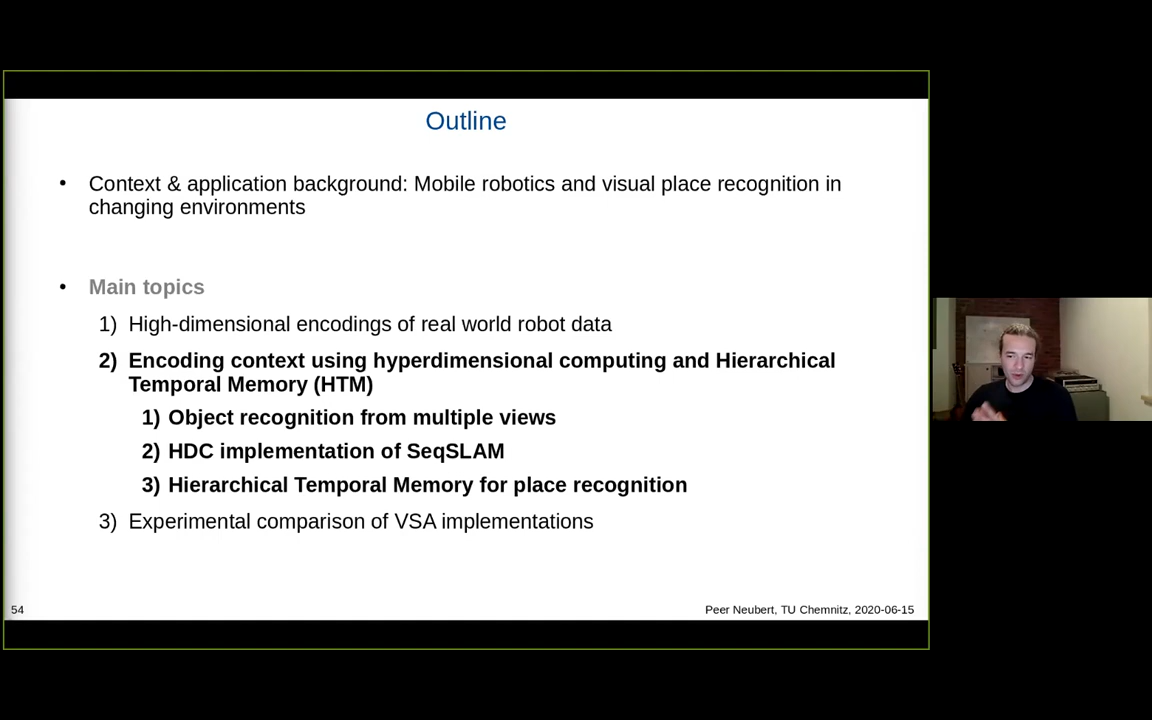 Outline
• Context & application background: Mobile robotics and visual place recognition in
changing environments
• Main topics
1) High-dimensional encodings of real world robot data
2) Encoding context using hyperdimensional computing and Hierarchical
Temporal Memory (HTM)
1) Object recognition from multiple views
2) HDC implementation of SeqSLAM
3) Hierarchical Temporal Memory for place recognition
3) Experimental comparison of VSA implementations
54
Peer Neubert, TU Chemnitz, 2020-06-15